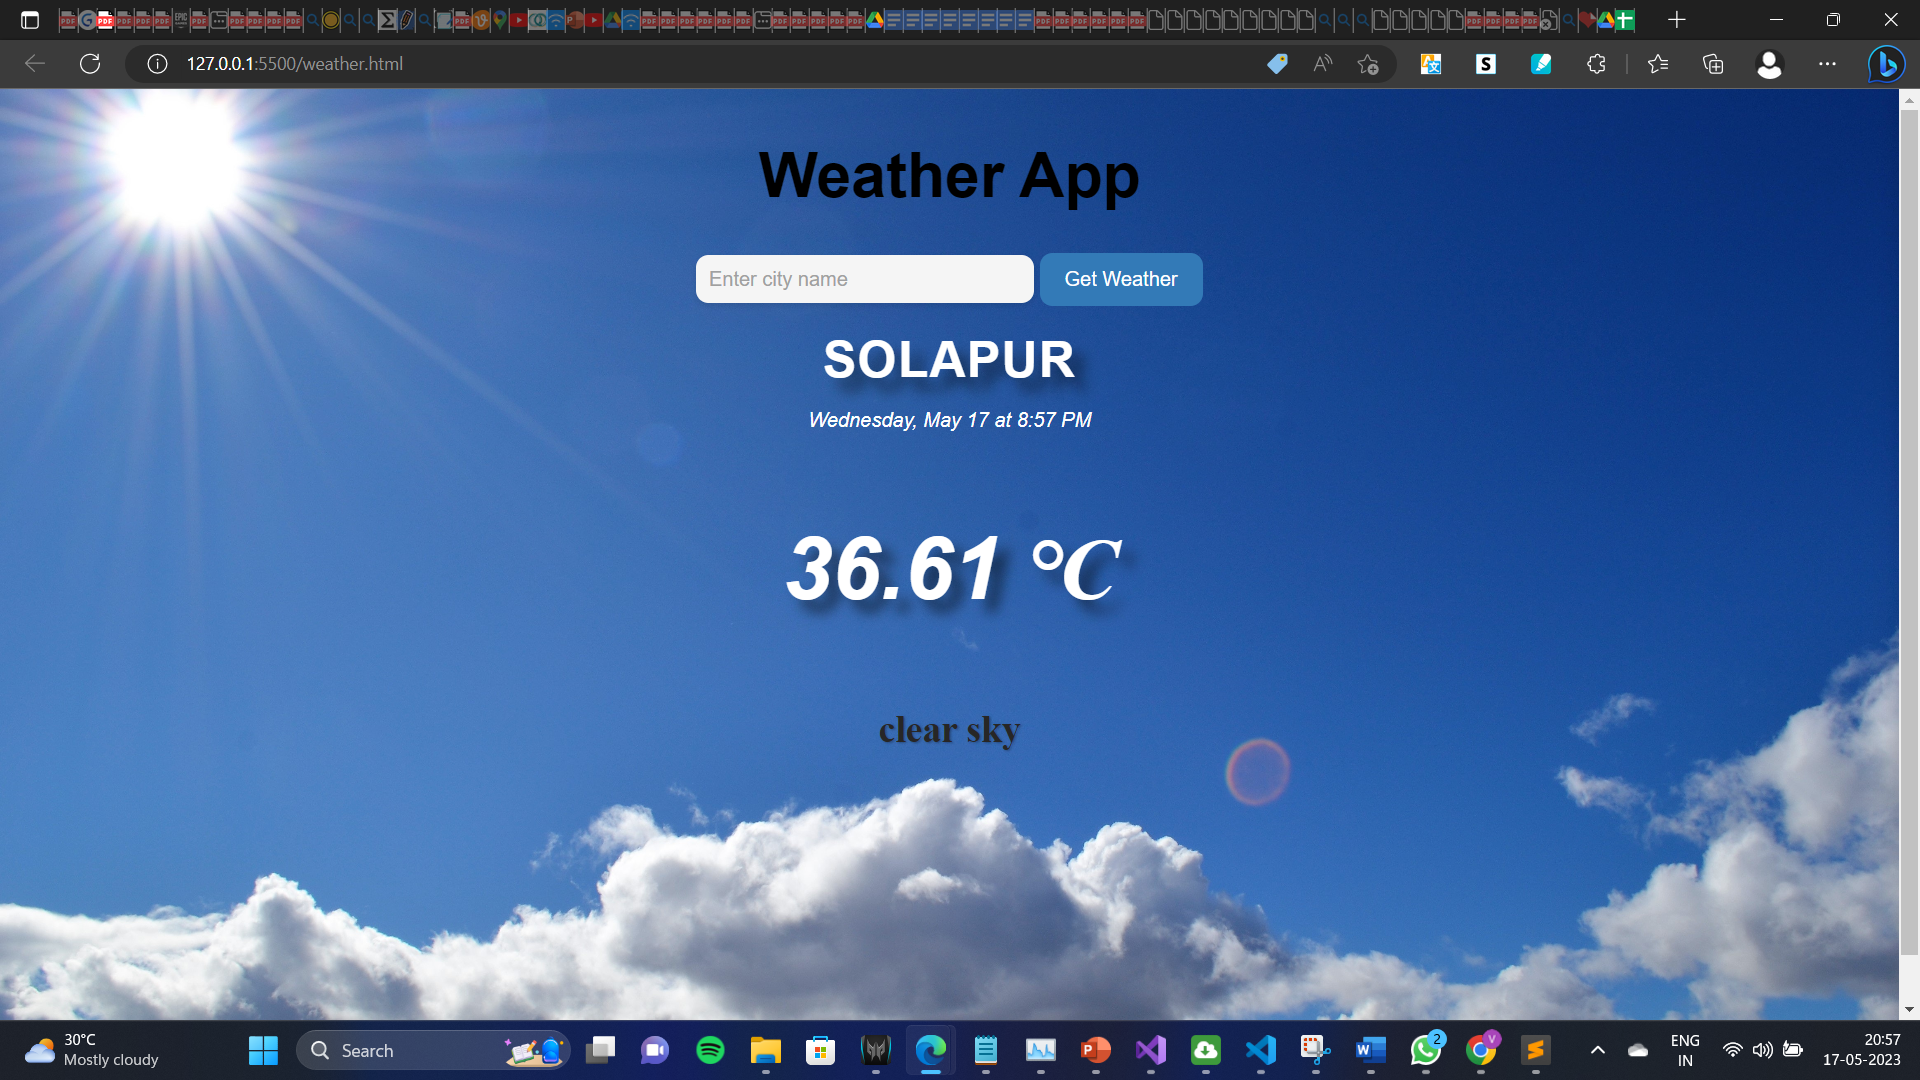 127.0.0.1:5500/weather.html
Weather App
Enter city name
Get Weather
SOLAPUR
Wednesday, May 17 at 8:57 PM
36.61 °C
clear sky
30°C
Mostly cloudy
Search
2
V
ENG
IN
20:57
17-05-2023